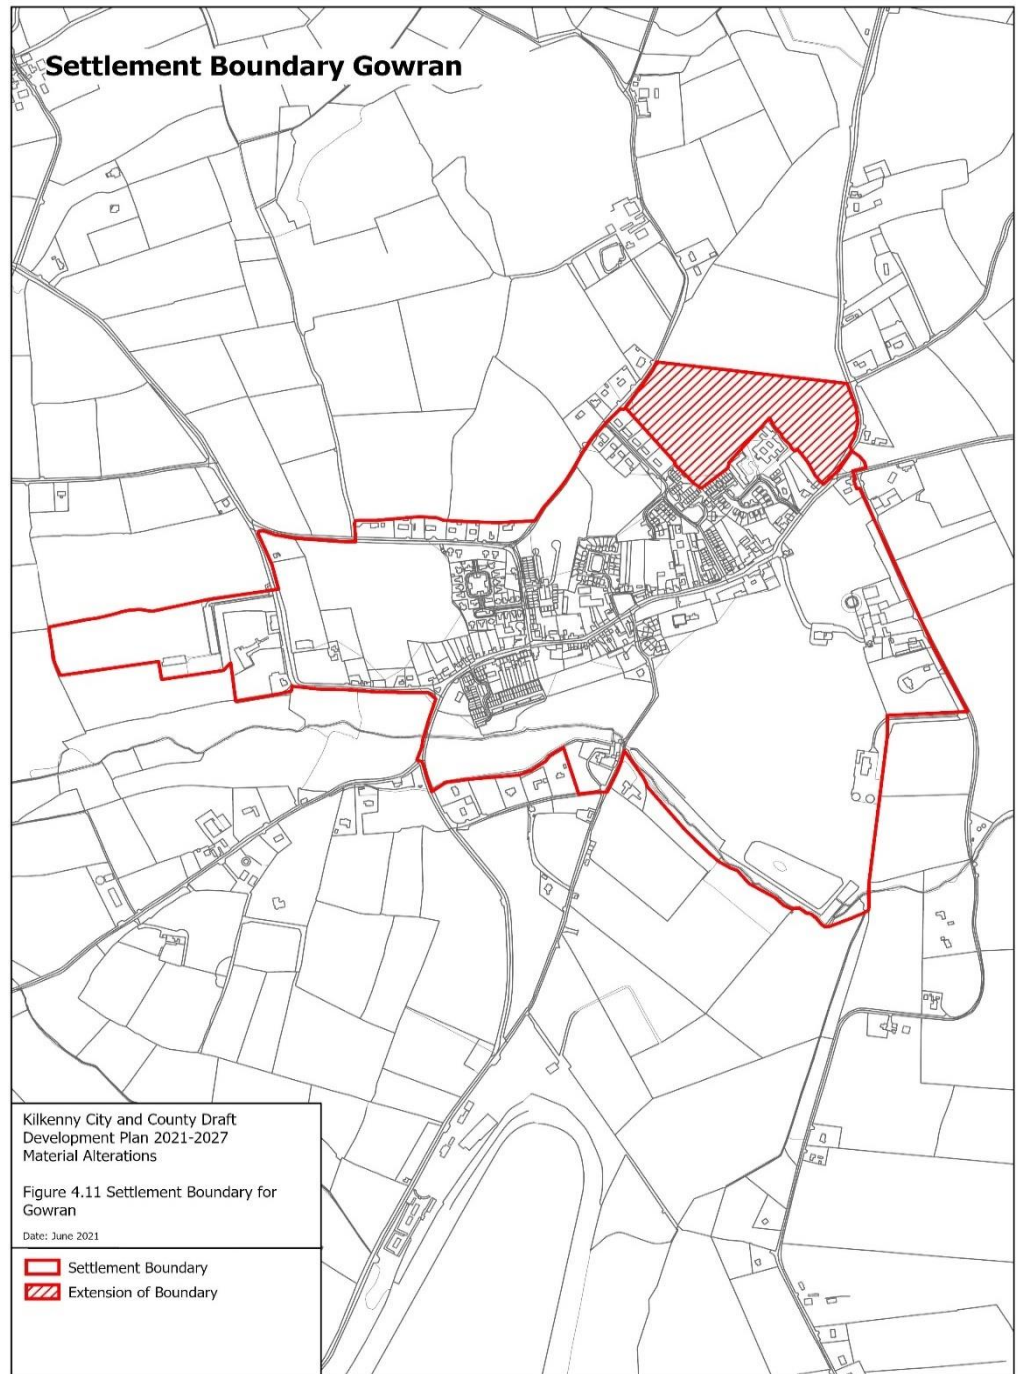 Settlement Boundary Gowran
Kilkenny City and County Draft
Development Plan 2021-2027
Material Alterations
Figure 4.11 Settlement Boundary for
Gowran
Date: June 2021
Settlement Boundary
Extension of Boundary